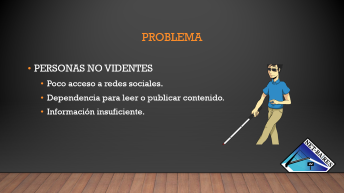 PROBLEMA
• PERSONAS NO VIDENTES
• Poco acceso a redes sociales.
• Dependencia para leer o publicar contenido.
• Información insuficiente.